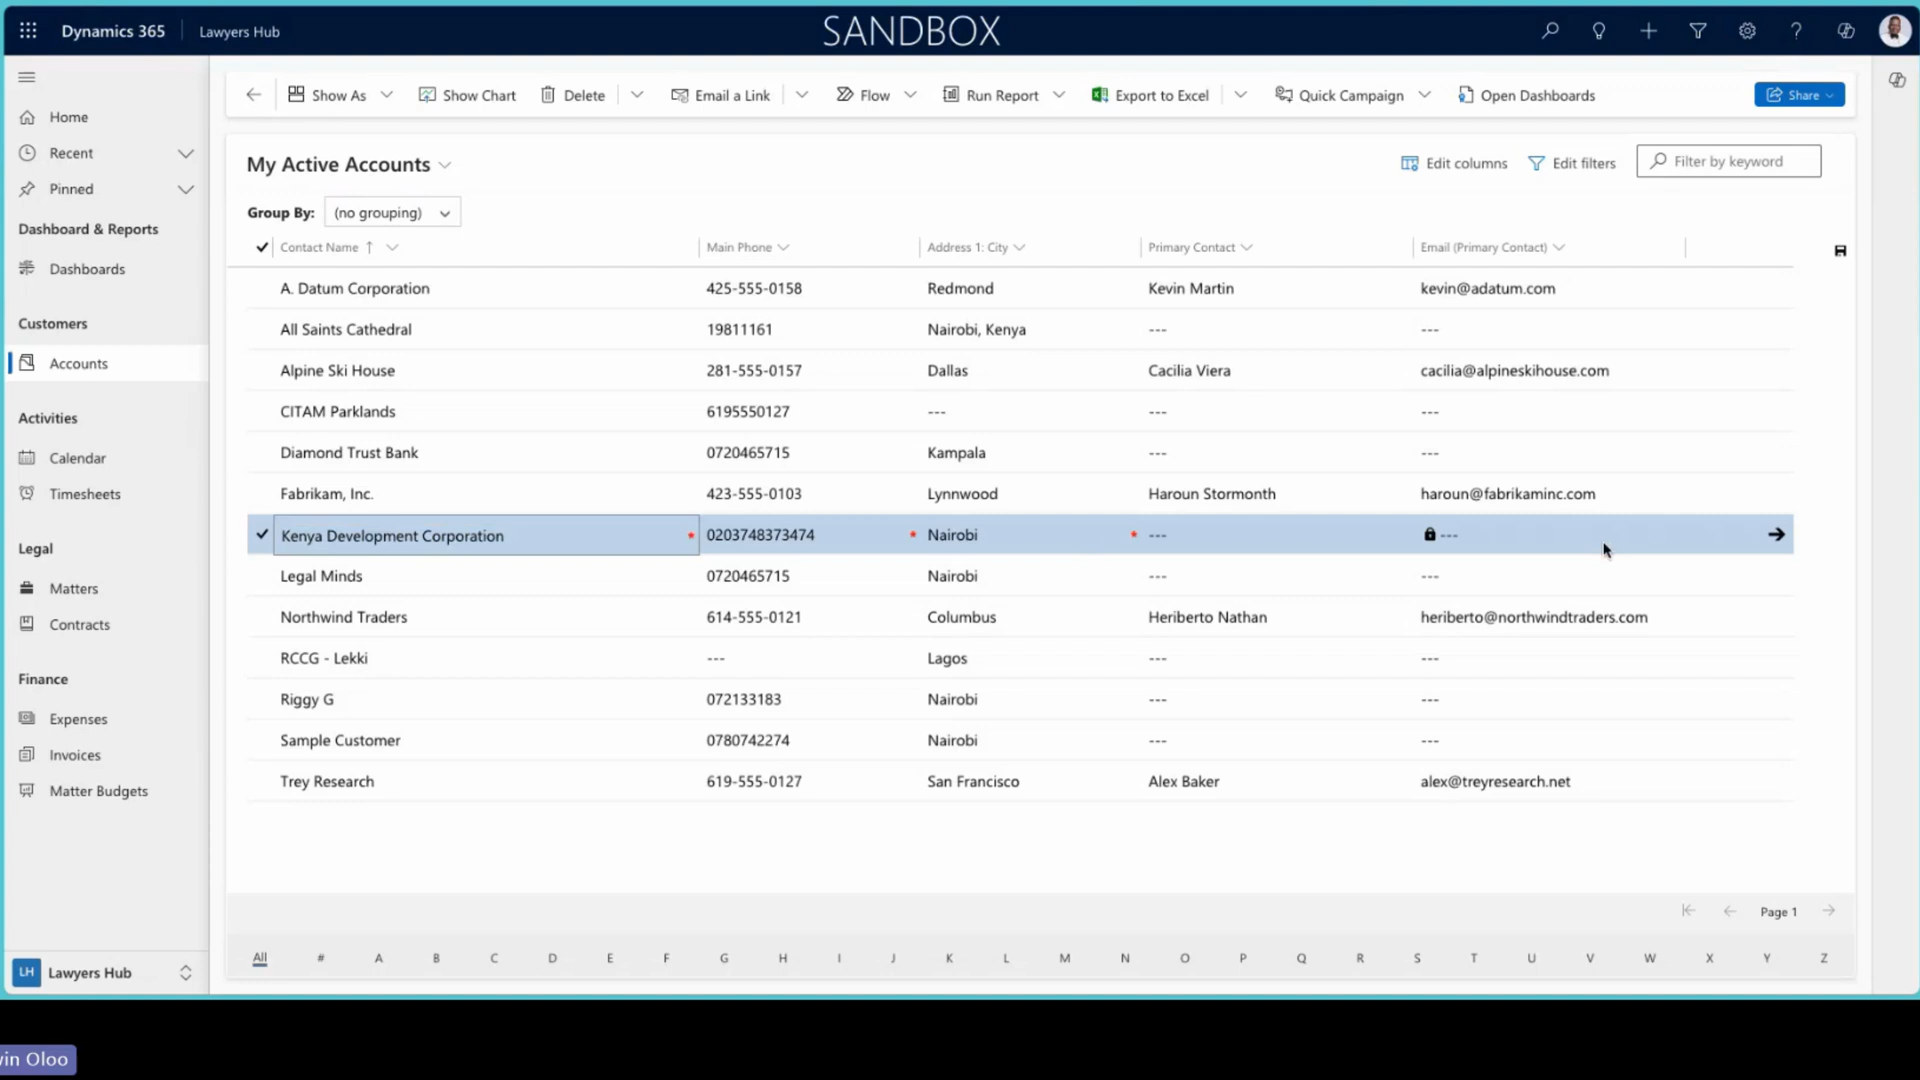 Dynamics 365 Lawyers Hub SANDBOX
Show As Show Chart Delete Email a Link Flow Run Report Export to Excel Quick Campaign Open Dashboards Share
Home
Recent
Pinned
Dashboard & Reports
Dashboards
Customers
Accounts
Activities
Calendar
Timesheets
Legal
Matters
Contracts
Finance
Expenses
Invoices
Matter Budgets
LH Lawyers Hub
My Active Accounts Edit columns Edit filters Filter by keyword
Group By: (no grouping)
Contact Name ↑ Main Phone Address 1: City Primary Contact Email (Primary Contact)
A. Datum Corporation 425-555-0158 Redmond Kevin Martin kevin@adatum.com
All Saints Cathedral 19811161 Nairobi, Kenya --- ---
Alpine Ski House 281-555-0157 Dallas Cacilia Viera cacilia@alpineskihouse.com
CITAM Parklands 6195550127 --- --- ---
Diamond Trust Bank 0720465715 Kampala --- ---
Fabrikam, Inc. 423-555-0103 Lynnwood Haroun Stormonth haroun@fabrikaminc.com
Kenya Development Corporation * 0203748373474 * Nairobi * --- ---
Legal Minds 0720465715 Nairobi --- ---
Northwind Traders 614-555-0121 Columbus Heriberto Nathan heriberto@northwindtraders.com
RCCG - Lekki --- Lagos --- ---
Riggy G 072133183 Nairobi --- ---
Sample Customer 0780742274 Nairobi --- ---
Trey Research 619-555-0127 San Francisco Alex Baker alex@treyresearch.net
Page 1
All # A B C D E F G H I J K L M N O P Q R S T U V W X Y Z
vin Oloo